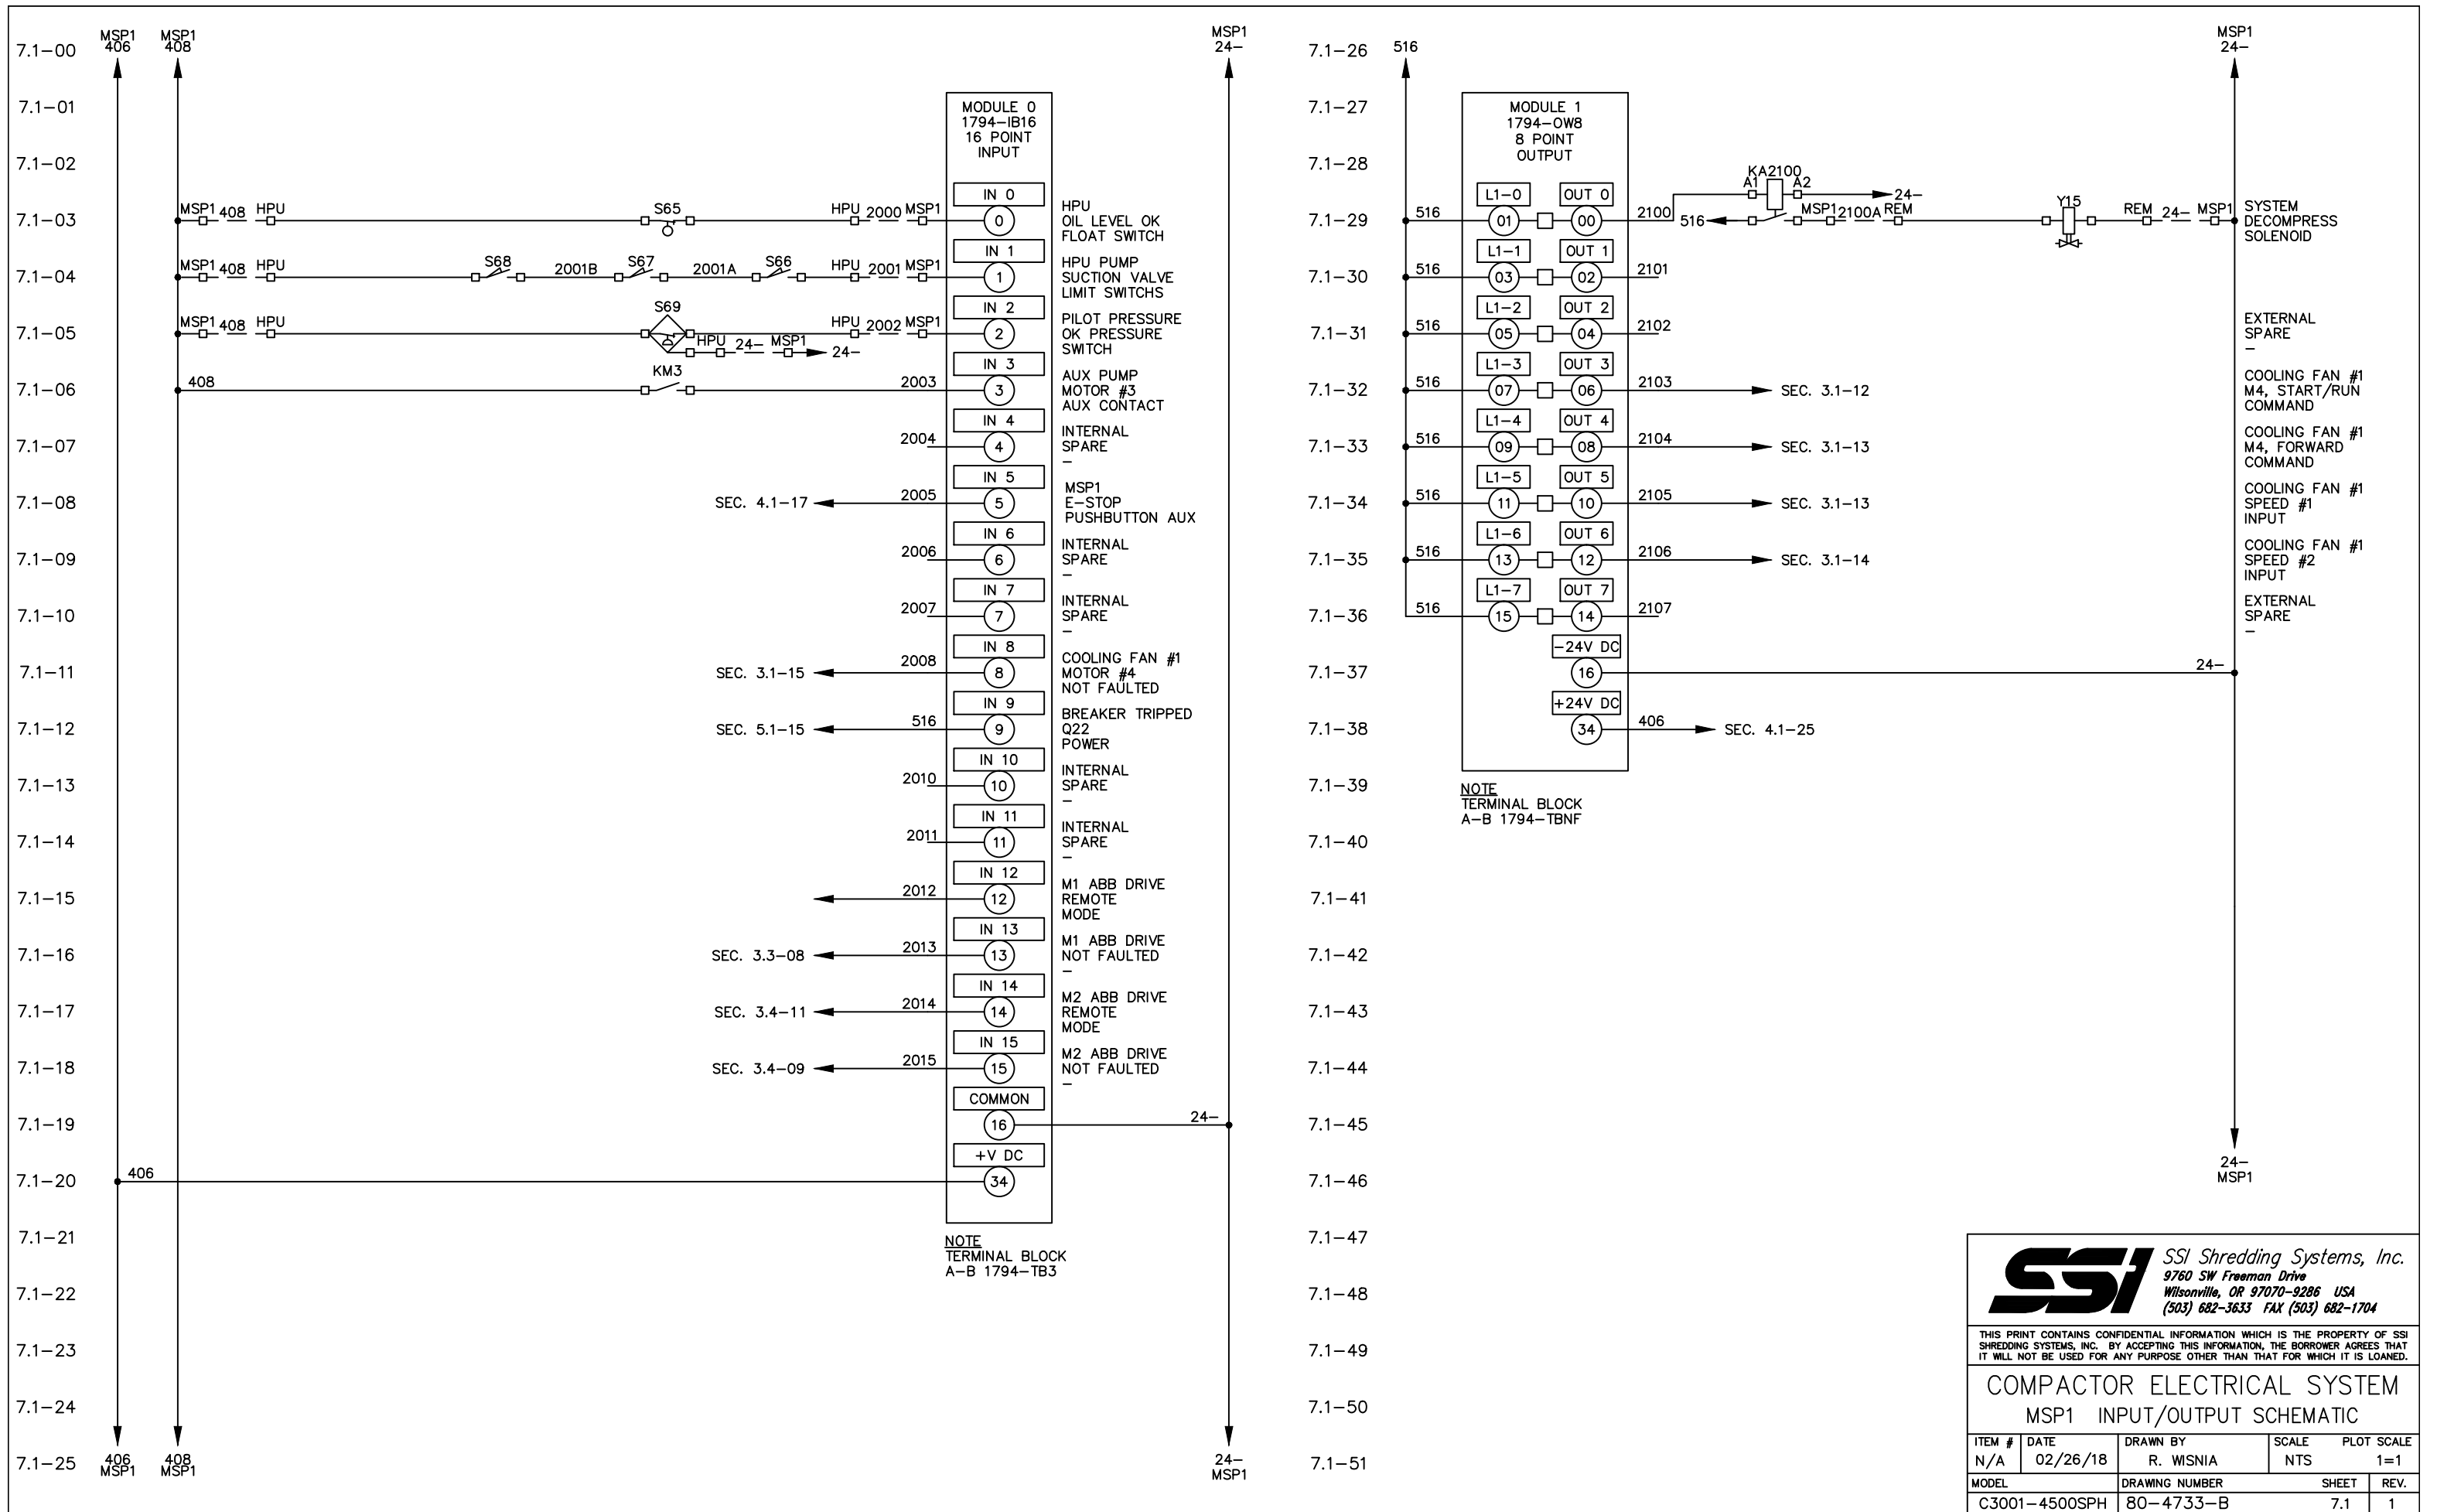 7.1-00
MSP1
406
MSP1
408
MSP1
24-
7.1-01
MODULE 0
1794-IB16
16 POINT
INPUT
7.1-02
IN 0
7.1-03
MSP1 408 HPU
S65
HPU 2000 MSP1
0
HPU
OIL LEVEL OK
FLOAT SWITCH
IN 1
7.1-04
MSP1 408 HPU
S68
2001B
S67
2001A
S66
HPU 2001 MSP1
1
HPU PUMP
SUCTION VALVE
LIMIT SWITCHS
IN 2
7.1-05
MSP1 408 HPU
S69
HPU 24- MSP1
24-
HPU 2002 MSP1
2
PILOT PRESSURE
OK PRESSURE
SWITCH
IN 3
7.1-06
408
KM3
2003
3
AUX PUMP
MOTOR #3
AUX CONTACT
IN 4
7.1-07
2004
4
INTERNAL
SPARE
-
IN 5
7.1-08
SEC. 4.1-17
2005
5
MSP1
E-STOP
PUSHBUTTON AUX
IN 6
7.1-09
2006
6
INTERNAL
SPARE
-
IN 7
7.1-10
2007
7
INTERNAL
SPARE
-
IN 8
7.1-11
SEC. 3.1-15
2008
8
COOLING FAN #1
MOTOR #4
NOT FAULTED
IN 9
7.1-12
SEC. 5.1-15
516
9
BREAKER TRIPPED
Q22
POWER
IN 10
7.1-13
2010
10
INTERNAL
SPARE
-
IN 11
7.1-14
2011
11
INTERNAL
SPARE
-
IN 12
7.1-15
2012
12
M1 ABB DRIVE
REMOTE
MODE
IN 13
7.1-16
SEC. 3.3-08
2013
13
M1 ABB DRIVE
NOT FAULTED
-
IN 14
7.1-17
SEC. 3.4-11
2014
14
M2 ABB DRIVE
REMOTE
MODE
IN 15
7.1-18
SEC. 3.4-09
2015
15
M2 ABB DRIVE
NOT FAULTED
-
COMMON
7.1-19
16
24-
+V DC
7.1-20
406
34
7.1-21
NOTE
TERMINAL BLOCK
A-B 1794-TB3
7.1-22
7.1-23
7.1-24
7.1-25
406
MSP1
408
MSP1
24-
MSP1
7.1-26
516
MSP1
24-
7.1-27
MODULE 1
1794-OW8
8 POINT
OUTPUT
7.1-28
KA2100
A1
A2
24-
L1-0
OUT 0
7.1-29
516
01
00
2100
516
MSP1 2100A REM
Y15
REM 24- MSP1
SYSTEM
DECOMPRESS
SOLENOID
L1-1
OUT 1
7.1-30
516
03
02
2101
L1-2
OUT 2
7.1-31
516
05
04
2102
EXTERNAL
SPARE
-
L1-3
OUT 3
7.1-32
516
07
06
2103
SEC. 3.1-12
COOLING FAN #1
M4, START/RUN
COMMAND
L1-4
OUT 4
7.1-33
516
09
08
2104
SEC. 3.1-13
COOLING FAN #1
M4, FORWARD
COMMAND
L1-5
OUT 5
7.1-34
516
11
10
2105
SEC. 3.1-13
COOLING FAN #1
SPEED #1
INPUT
L1-6
OUT 6
7.1-35
516
13
12
2106
SEC. 3.1-14
COOLING FAN #1
SPEED #2
INPUT
L1-7
OUT 7
7.1-36
516
15
14
2107
EXTERNAL
SPARE
-
-24V DC
7.1-37
16
24-
+24V DC
7.1-38
34
406
SEC. 4.1-25
7.1-39
NOTE
TERMINAL BLOCK
A-B 1794-TBNF
7.1-40
7.1-41
7.1-42
7.1-43
7.1-44
7.1-45
7.1-46
24-
MSP1
7.1-47
7.1-48
7.1-49
7.1-50
7.1-51
SSI
SSI Shredding Systems, Inc.
9760 SW Freeman Drive
Wilsonville, OR 97070-9286 USA
(503) 682-3633 FAX (503) 682-1704
THIS PRINT CONTAINS CONFIDENTIAL INFORMATION WHICH IS THE PROPERTY OF SSI
SHREDDING SYSTEMS, INC. BY ACCEPTING THIS INFORMATION, THE BORROWER AGREES THAT
IT WILL NOT BE USED FOR ANY PURPOSE OTHER THAN THAT FOR WHICH IT IS LOANED.
COMPACTOR ELECTRICAL SYSTEM
MSP1 INPUT/OUTPUT SCHEMATIC
ITEM # DATE DRAWN BY SCALE PLOT SCALE
N/A 02/26/18 R. WISNIA NTS 1=1
MODEL DRAWING NUMBER SHEET REV.
C3001-4500SPH 80-4733-B 7.1 1